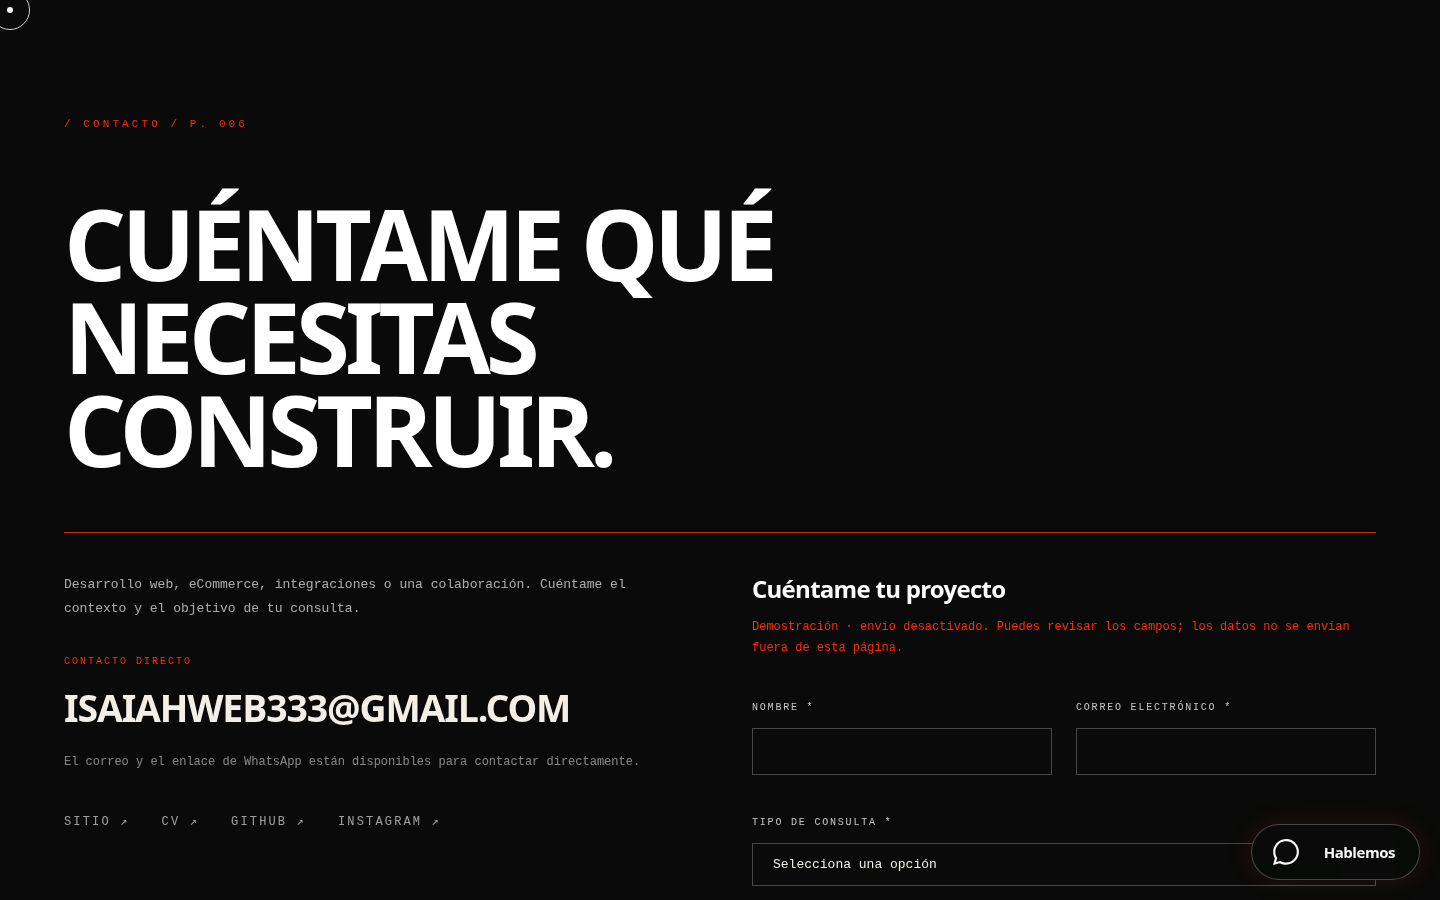 / CONTACTO / P. 006
CUÉNTAME QUÉ
NECESITAS
CONSTRUIR.
Desarrollo web, eCommerce, integraciones o una colaboración. Cuéntame el
contexto y el objetivo de tu consulta.
CONTACTO DIRECTO
ISAIAHWEB333@GMAIL.COM
El correo y el enlace de WhatsApp están disponibles para contactar directamente.
SITIO ↗ CV ↗ GITHUB ↗ INSTAGRAM ↗
Cuéntame tu proyecto
Demostración · envío desactivado. Puedes revisar los campos; los datos no se envían
fuera de esta página.
NOMBRE * CORREO ELECTRÓNICO *
TIPO DE CONSULTA *
Selecciona una opción
Hablemos